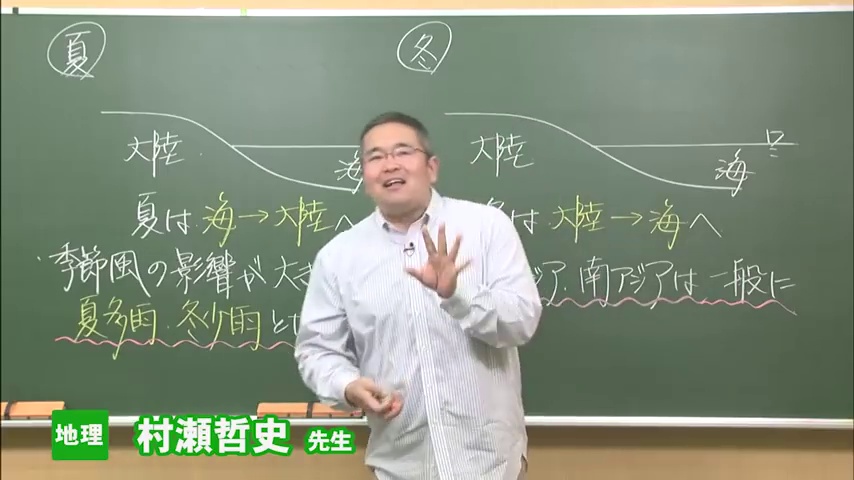 夏
冬
大陸
海
大陸
海
夏は 海→大陸へ
は 大陸→海へ
季節風の影響が大き
ジア、南アジアは一般に
夏多雨、冬少雨と
地理
村瀬哲史 先生